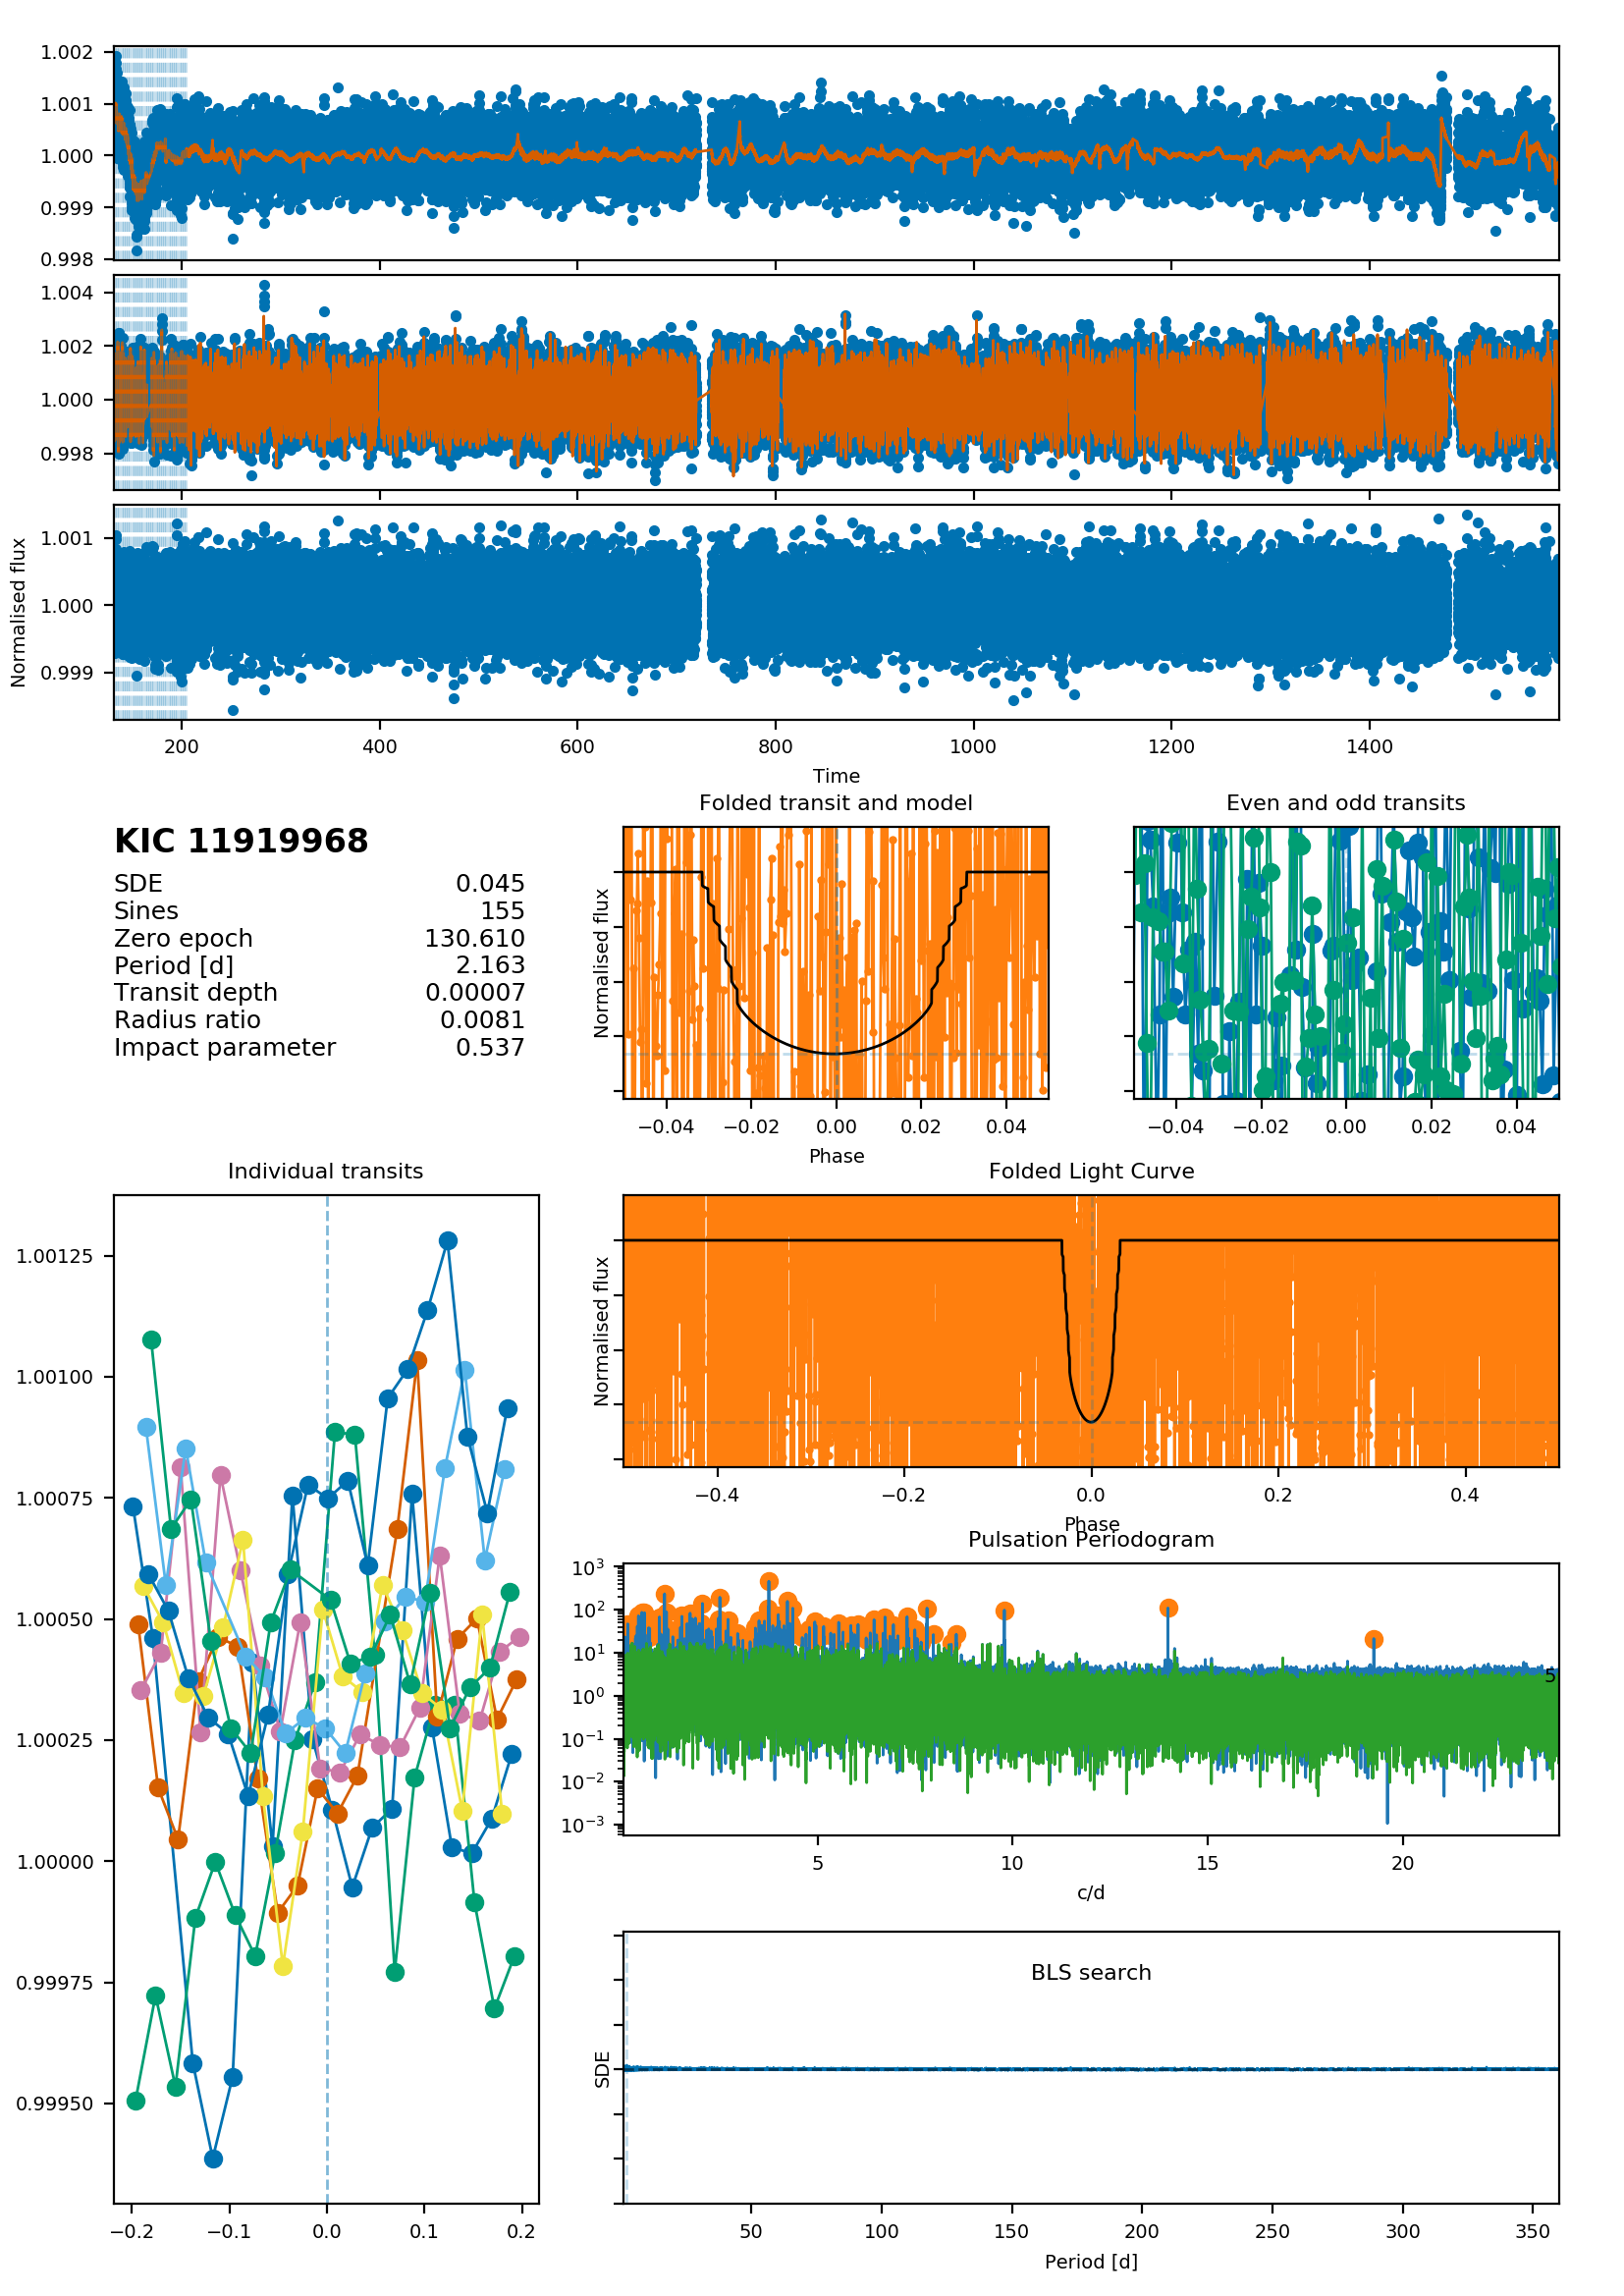 1.002
1.001
1.000
0.999
0.998
1.004
1.002
1.000
0.998
Normalised flux
1.001
1.000
0.999
200 400 600 800 1000 1200 1400
Time
KIC 11919968
SDE 0.045
Sines 155
Zero epoch 130.610
Period [d] 2.163
Transit depth 0.00007
Radius ratio 0.0081
Impact parameter 0.537
Folded transit and model
Normalised flux
−0.04 −0.02 0.00 0.02 0.04
Phase
Even and odd transits
−0.04 −0.02 0.00 0.02 0.04
Individual transits
1.00125
1.00100
1.00075
1.00050
1.00025
1.00000
0.99975
0.99950
−0.2 −0.1 0.0 0.1 0.2
Folded Light Curve
Normalised flux
−0.4 −0.2 0.0 0.2 0.4
Phase
Pulsation Periodogram
10³
10²
10¹
10⁰
10⁻¹
10⁻²
10⁻³
5
5 10 15 20
c/d
BLS search
SDE
50 100 150 200 250 300 350
Period [d]